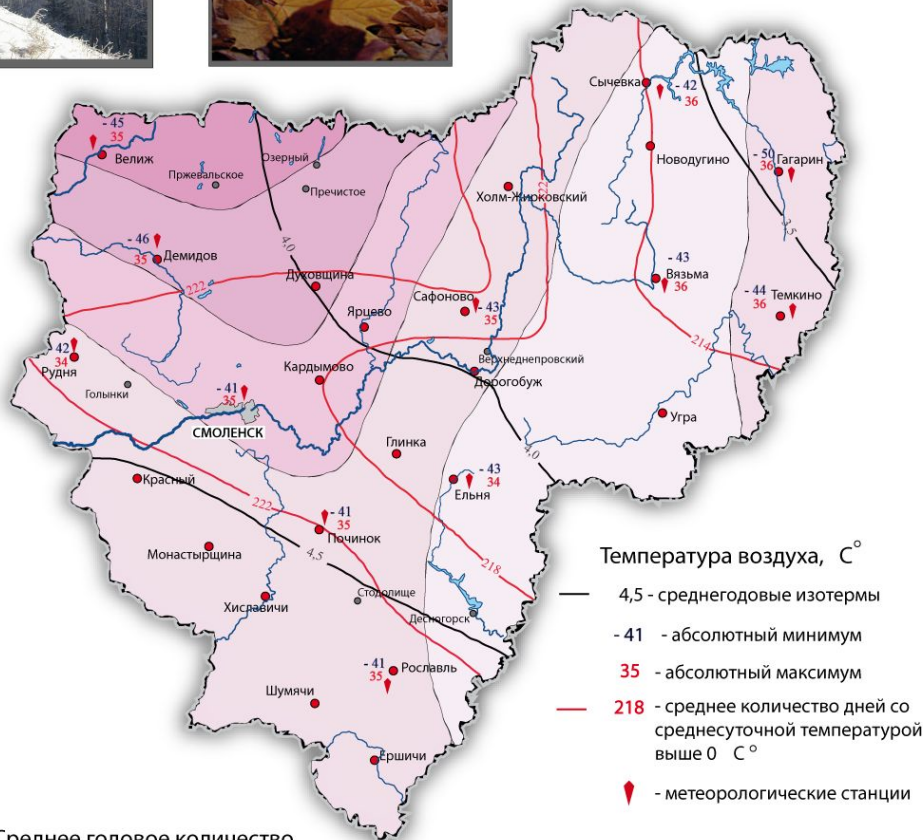 Сычевка
- 42
36
- 45
35
Велиж
Озерный
Пржевальское
Пречистое
Новодугино
- 50
36
Гагарин
Холм-Жирковский
222
3,5
4,0
- 46
35
Демидов
222
Духовщина
- 43
Вязьма
36
Сафоново
- 43
35
- 44
36
Темкино
Ярцево
214
42
34
Рудня
Верхнеднепровский
Кардымово
Дорогобуж
Голынки
- 41
35
СМОЛЕНСК
Угра
Глинка
4,0
- 43
34
Ельня
Красный
222
- 41
35
Починок
4,5
Монастырщина
218
Стодолище
Хиславичи
Десногорск
- 41
35
Рославль
Шумячи
Ершичи
Температура воздуха, С°
4,5 - среднегодовые изотермы
- 41 - абсолютный минимум
35 - абсолютный максимум
218 - среднее количество дней со
среднесуточной температурой
выше 0 С°
- метеорологические станции
Среднее годовое количество